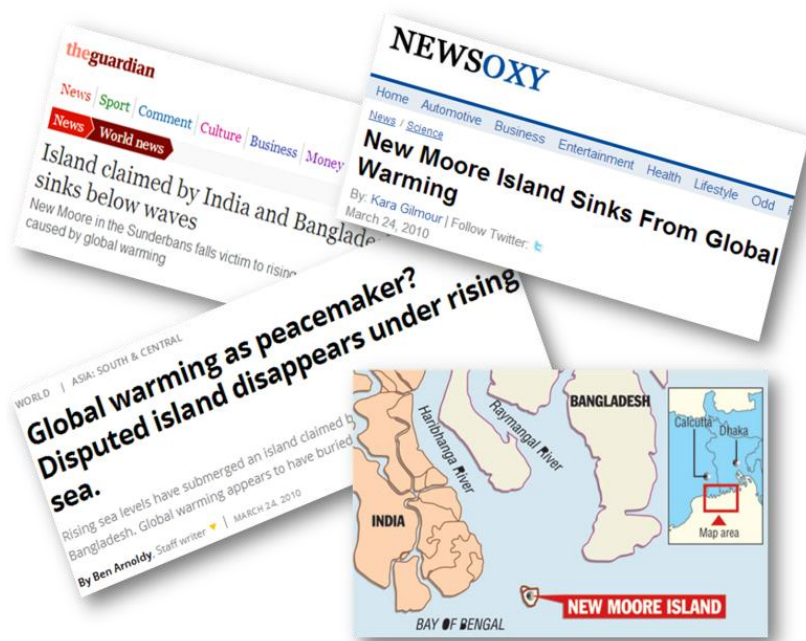 theguardian
News Sport Comment Culture Business Money
News World news
Island claimed by India and
sinks below waves
New Moore in the Sunderbans falls victim to rising
caused by global warming
NEWSOXY
Home Automotive Business Entertainment Health Lifestyle Odd
News / Science
New Moore Island Sinks From Global
Warming
By: Kara Gilmour | Follow Twitter:
March 24, 2010
WORLD | ASIA: SOUTH & CENTRAL
Global warming as peacemaker?
Disputed island disappears under rising
sea.
Rising sea levels have submerged an island claimed by
Bangladesh. Global warming appears to have buried
By Ben Arnoldy, Staff writer | MARCH 24, 2010
BANGLADESH
Haribhanga River
Raymangal River
INDIA
BAY OF BENGAL
NEW MOORE ISLAND
Calcutta
Dhaka
Map area